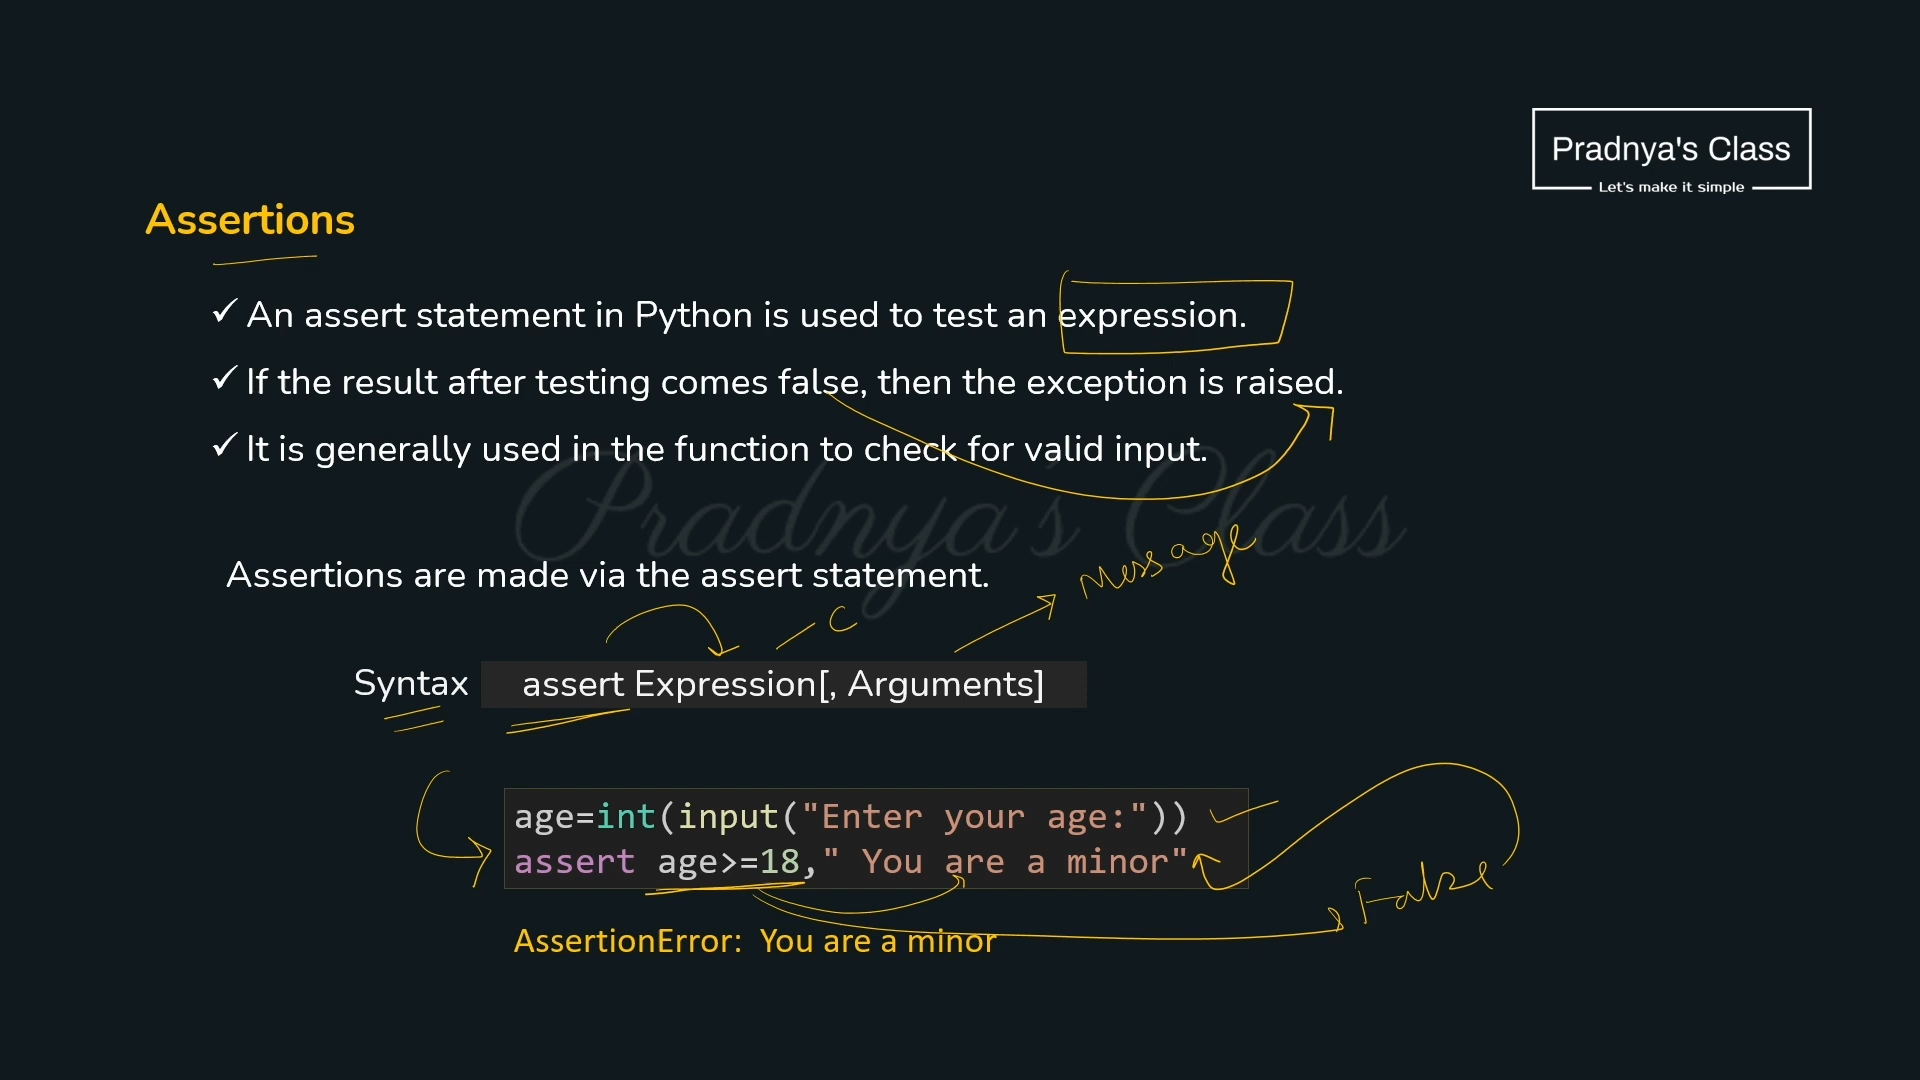 Pradnya's Class
Let's make it simple
Assertions
✓ An assert statement in Python is used to test an expression.
✓ If the result after testing comes false, then the exception is raised.
✓ It is generally used in the function to check for valid input.
Pradnya's Class
Message
Assertions are made via the assert statement.
C
Syntax assert Expression[, Arguments]
age=int(input("Enter your age:"))
assert age>=18," You are a minor"
False
AssertionError: You are a minor